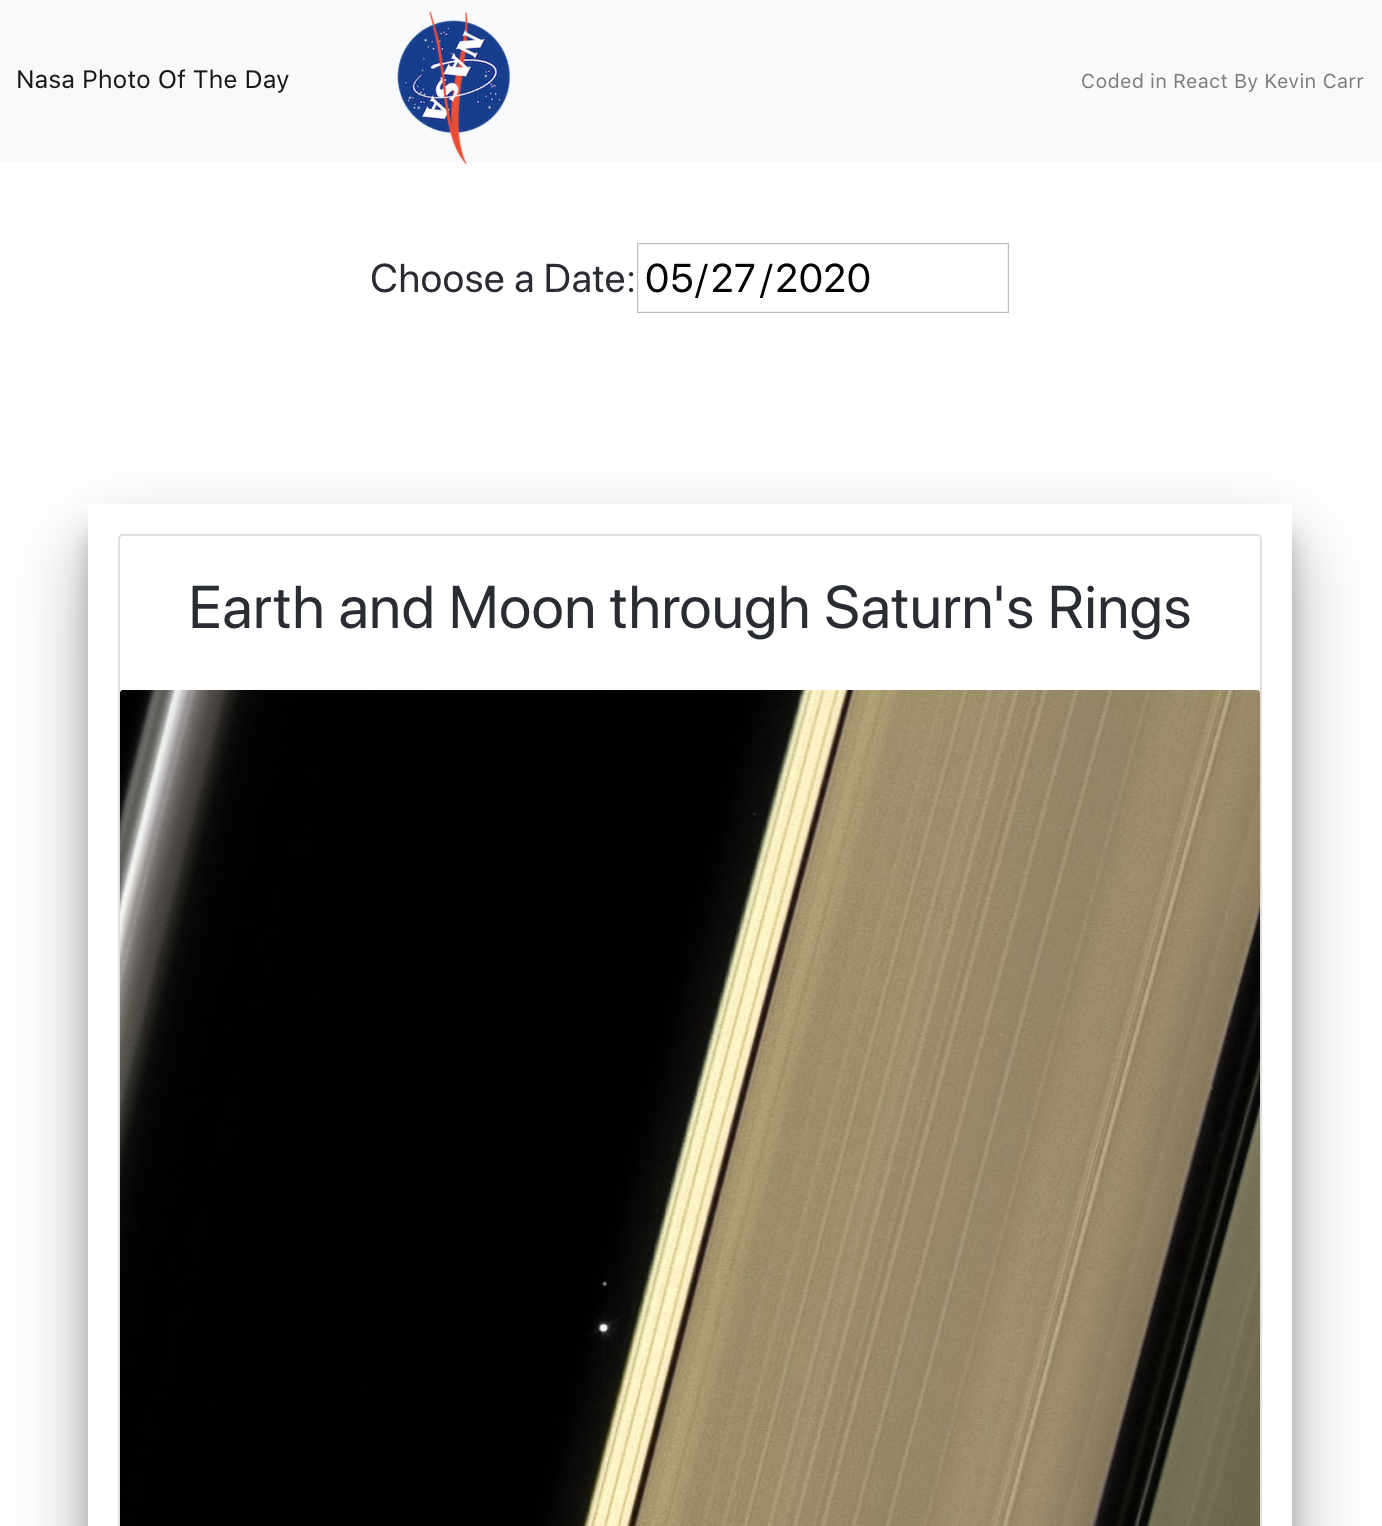 Nasa Photo Of The Day
NASA
Coded in React By Kevin Carr
Choose a Date: 05/27/2020
Earth and Moon through Saturn's Rings